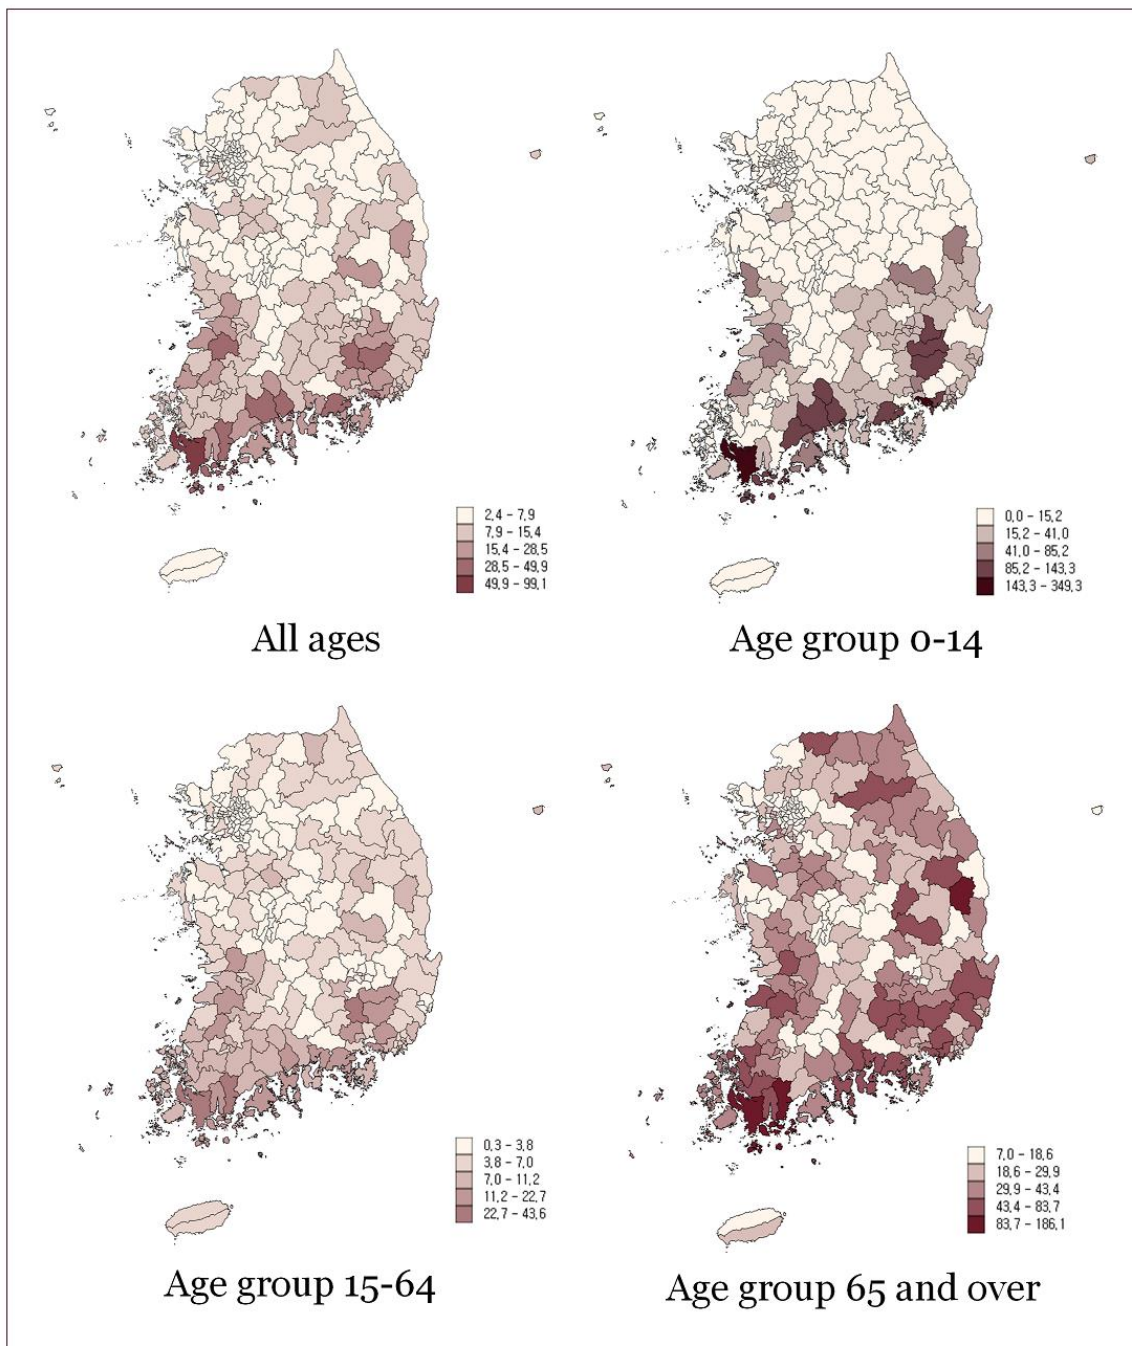 2,4 - 7,9
7,9 - 15,4
15,4 - 28,5
28,5 - 49,9
49,9 - 99,1
All ages
0,0 - 15,2
15,2 - 41,0
41,0 - 85,2
85,2 - 143,3
143,3 - 349,3
Age group 0-14
0,3 - 3,8
3,8 - 7,0
7,0 - 11,2
11,2 - 22,7
22,7 - 43,6
Age group 15-64
7,0 - 18,6
18,6 - 29,9
29,9 - 43,4
43,4 - 83,7
83,7 - 186,1
Age group 65 and over